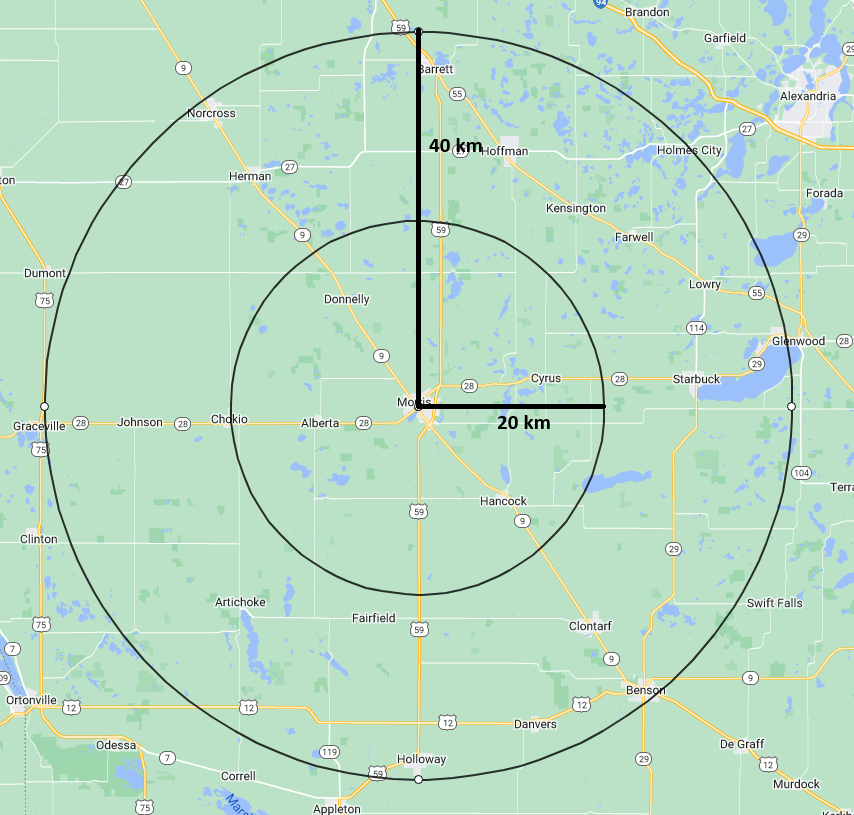 94
Brandon
59
Garfield
29
9
Barrett
Alexandria
55
Norcross
27
40 km
Hoffman
Holmes City
27
Herman
ton
27
Forada
Kensington
59
29
9
Farwell
Dumont
Lowry
55
75
Donnelly
114
Glenwood
28
9
29
Cyrus
28
28
Starbuck
Morris
Graceville
28
Johnson
28
Chokio
Alberta
28
20 km
75
104
Terra
Hancock
59
9
Clinton
29
Artichoke
Swift Falls
Fairfield
75
59
Clontarf
7
9
09
9
Benson
Ortonville
12
12
12
12
Danvers
Odessa
De Graff
119
7
Holloway
29
12
59
Correll
Murdock
75
Appleton